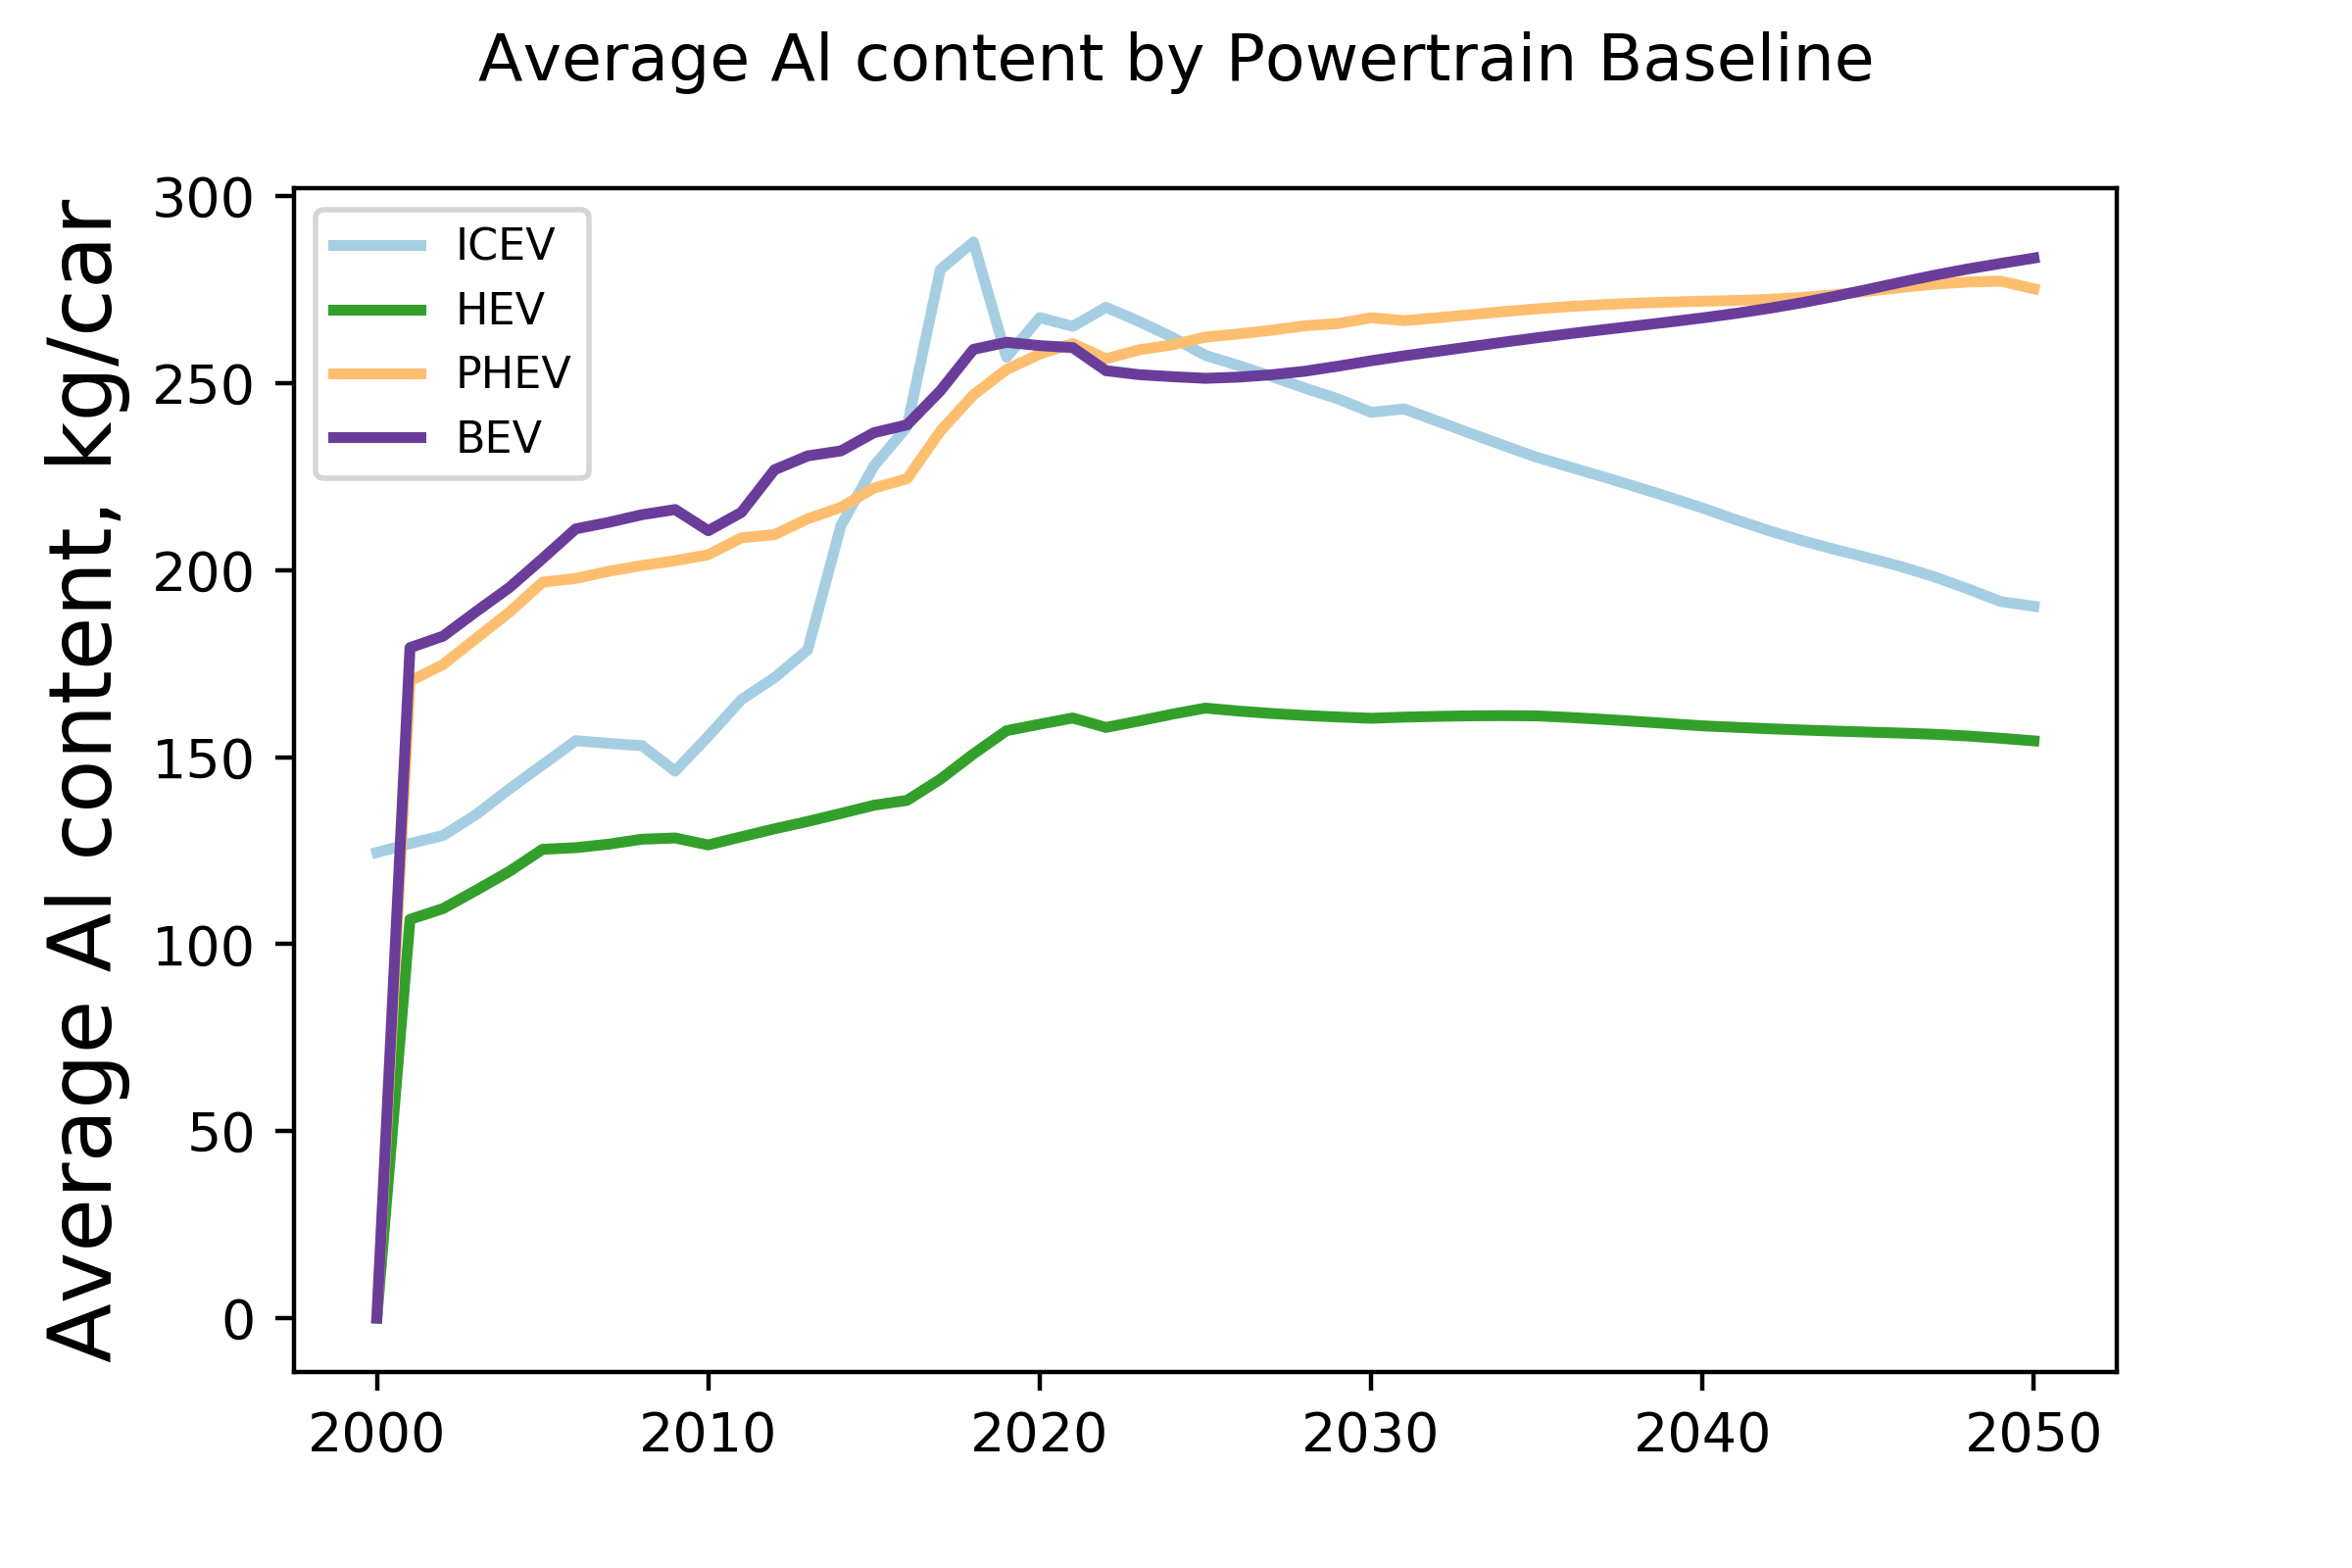 Average Al content by Powertrain Baseline
Average Al content, kg/car
300
250
200
150
100
50
0
ICEV
HEV
PHEV
BEV
2000 2010 2020 2030 2040 2050